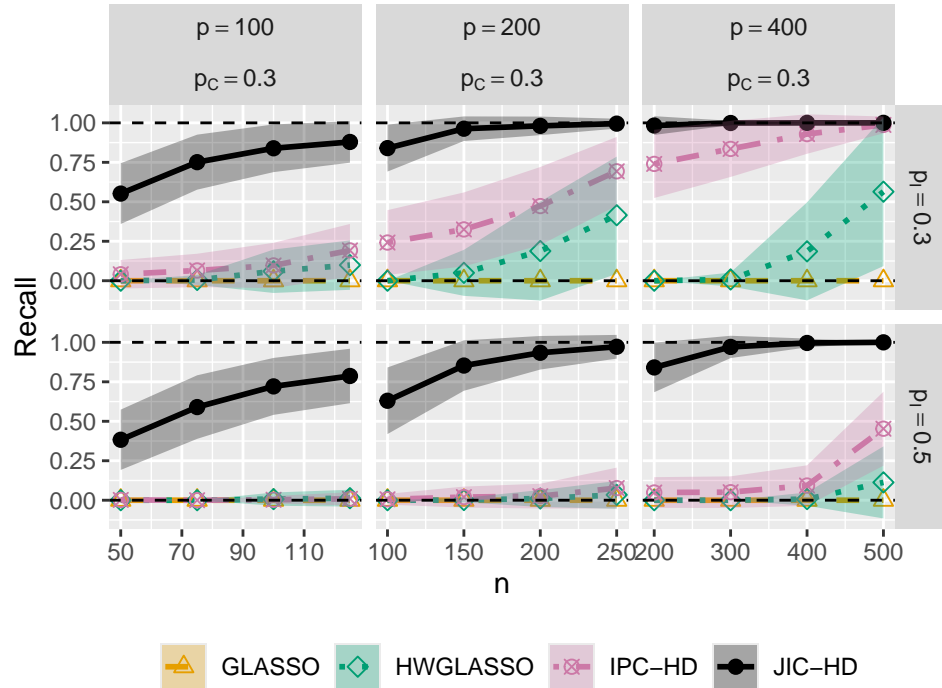 p = 100
p = 200
p = 400
p_C = 0.3
p_C = 0.3
p_C = 0.3
1.00
0.75
0.50
0.25
0.00
p_I = 0.3
Recall
1.00
0.75
0.50
0.25
0.00
p_I = 0.5
50 70 90 110
100 150 200 250
200 300 400 500
n
GLASSO HWGLASSO IPC−HD JIC−HD